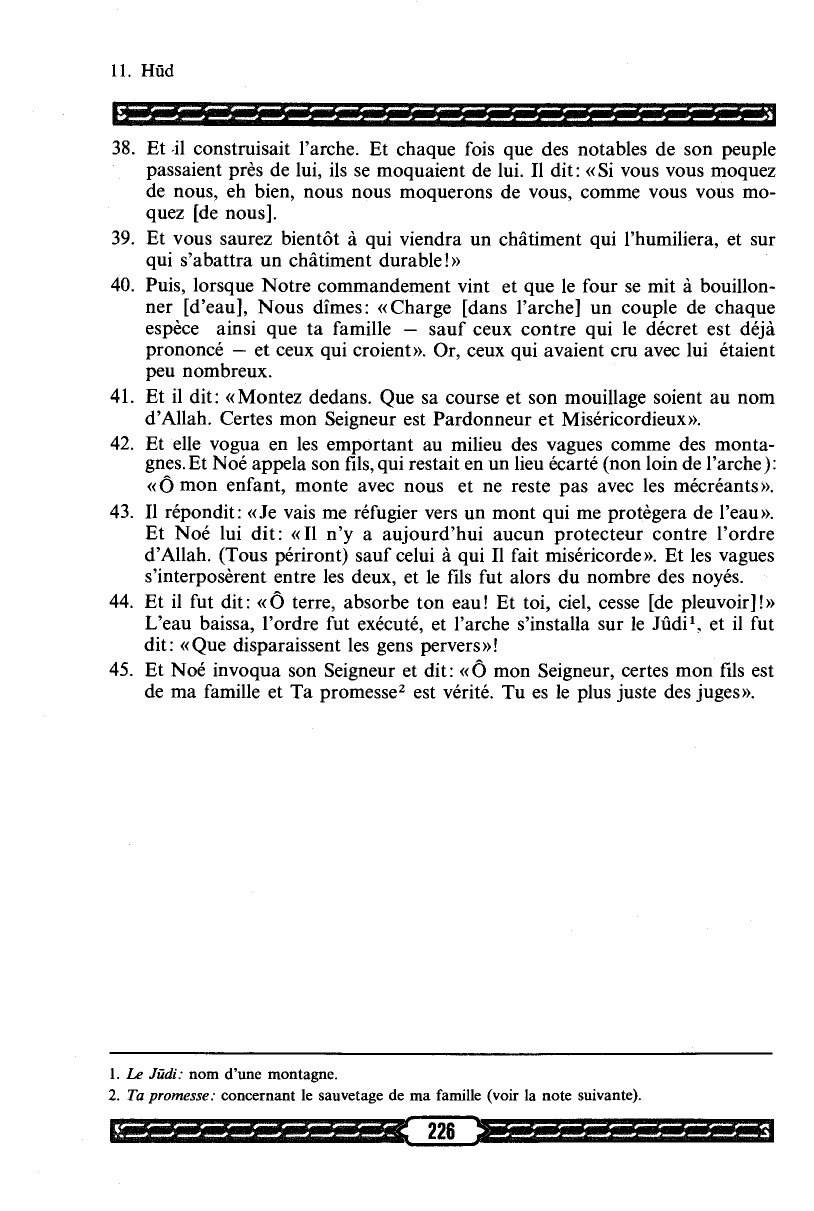 11. Hūd
38. Et il construisait l'arche. Et chaque fois que des notables de son peuple
passaient près de lui, ils se moquaient de lui. Il dit: «Si vous vous moquez
de nous, eh bien, nous nous moquerons de vous, comme vous vous mo-
quez [de nous].
39. Et vous saurez bientôt à qui viendra un châtiment qui l'humiliera, et sur
qui s'abattra un châtiment durable!»
40. Puis, lorsque Notre commandement vint et que le four se mit à bouillon-
ner [d'eau], Nous dîmes: «Charge [dans l'arche] un couple de chaque
espèce ainsi que ta famille — sauf ceux contre qui le décret est déjà
prononcé — et ceux qui croient». Or, ceux qui avaient cru avec lui étaient
peu nombreux.
41. Et il dit: «Montez dedans. Que sa course et son mouillage soient au nom
d'Allah. Certes mon Seigneur est Pardonneur et Miséricordieux».
42. Et elle vogua en les emportant au milieu des vagues comme des monta-
gnes. Et Noé appela son fils, qui restait en un lieu écarté (non loin de l'arche):
«Ô mon enfant, monte avec nous et ne reste pas avec les mécréants».
43. Il répondit: «Je vais me réfugier vers un mont qui me protègera de l'eau».
Et Noé lui dit: «Il n'y a aujourd'hui aucun protecteur contre l'ordre
d'Allah. (Tous périront) sauf celui à qui Il fait miséricorde». Et les vagues
s'interposèrent entre les deux, et le fils fut alors du nombre des noyés.
44. Et il fut dit: «Ô terre, absorbe ton eau! Et toi, ciel, cesse [de pleuvoir]!»
L'eau baissa, l'ordre fut exécuté, et l'arche s'installa sur le Jûdi¹, et il fut
dit: «Que disparaissent les gens pervers»!
45. Et Noé invoqua son Seigneur et dit: «Ô mon Seigneur, certes mon fils est
de ma famille et Ta promesse² est vérité. Tu es le plus juste des juges».
1. Le Jūdi: nom d'une montagne.
2. Ta promesse: concernant le sauvetage de ma famille (voir la note suivante).
226